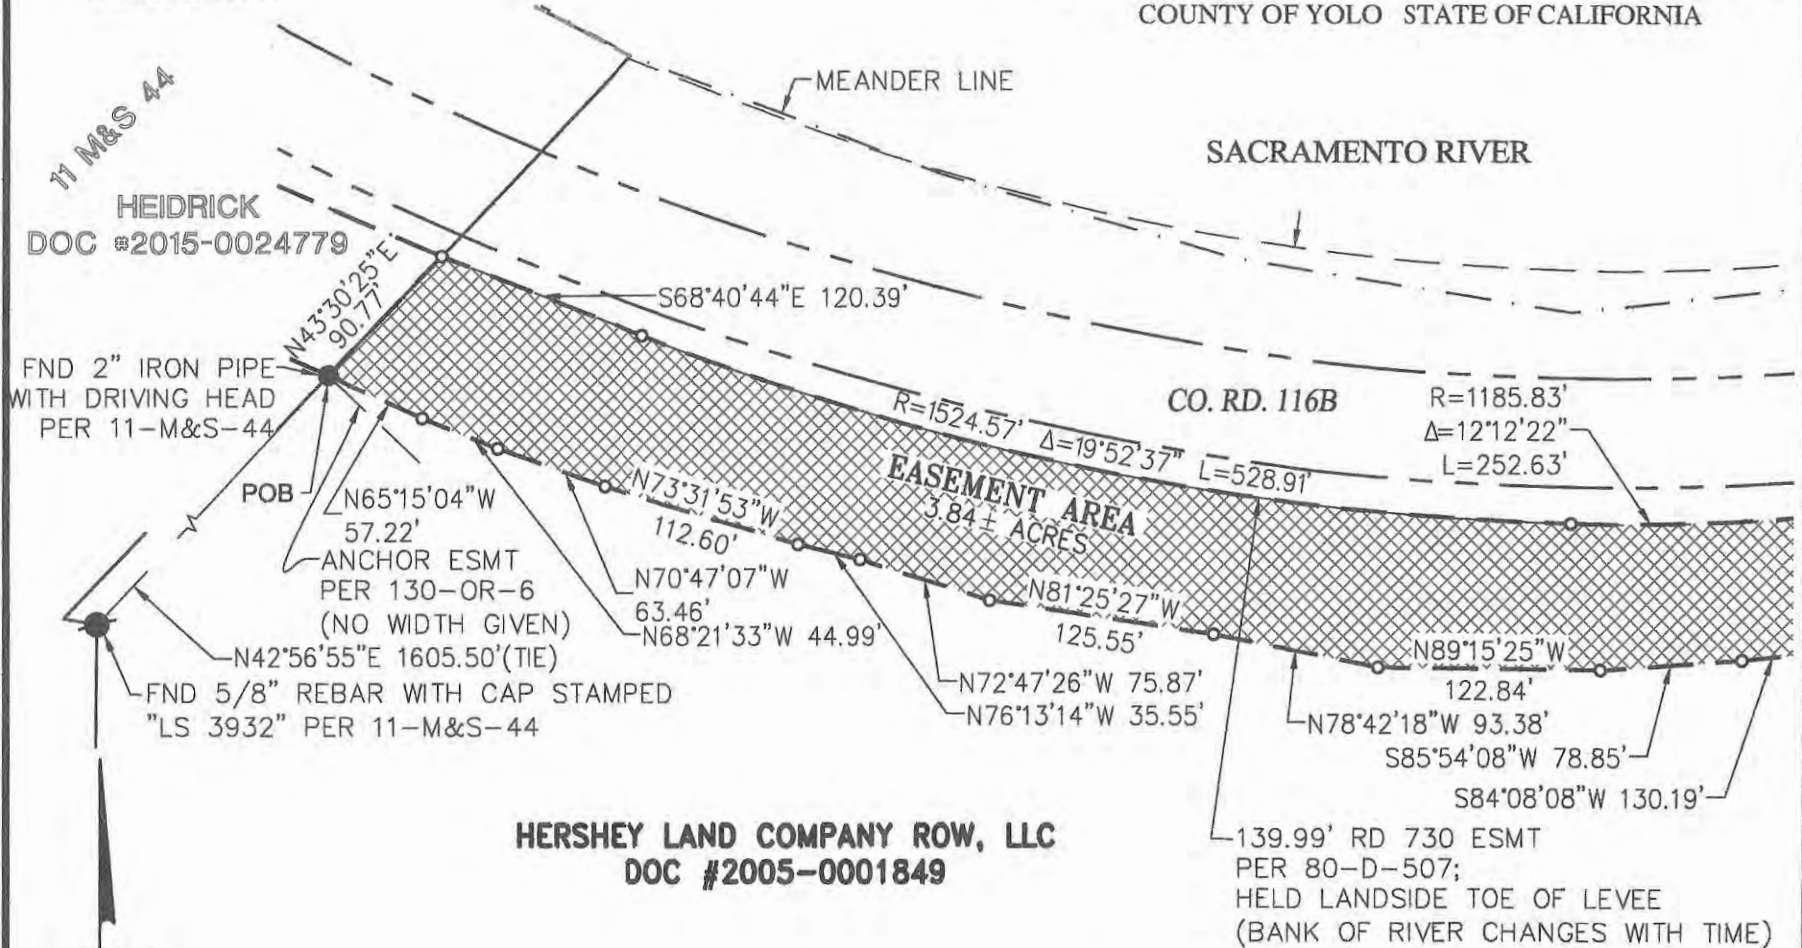 COUNTY OF YOLO STATE OF CALIFORNIA
MEANDER LINE
SACRAMENTO RIVER
11 M&S 44
HEIDRICK
DOC #2015-0024779
N43°30'25"E
90.77'
S68°40'44"E 120.39'
FND 2" IRON PIPE
WITH DRIVING HEAD
PER 11-M&S-44
CO. RD. 116B
R=1185.83'
Δ=12°12'22"
L=252.63'
R=1524.57' Δ=19°52'37" L=528.91'
EASEMENT AREA
3.84± ACRES
POB
N65°15'04"W
57.22'
N73°31'53"W
112.60'
ANCHOR ESMT
PER 130-OR-6
(NO WIDTH GIVEN)
N70°47'07"W
63.46'
N68°21'33"W 44.99'
N81°25'27"W
125.55'
N89°15'25"W
122.84'
N42°56'55"E 1605.50'(TIE)
FND 5/8" REBAR WITH CAP STAMPED
"LS 3932" PER 11-M&S-44
N72°47'26"W 75.87'
N76°13'14"W 35.55'
N78°42'18"W 93.38'
S85°54'08"W 78.85'
S84°08'08"W 130.19'
HERSHEY LAND COMPANY ROW, LLC
DOC #2005-0001849
139.99' RD 730 ESMT
PER 80-D-507;
HELD LANDSIDE TOE OF LEVEE
(BANK OF RIVER CHANGES WITH TIME)